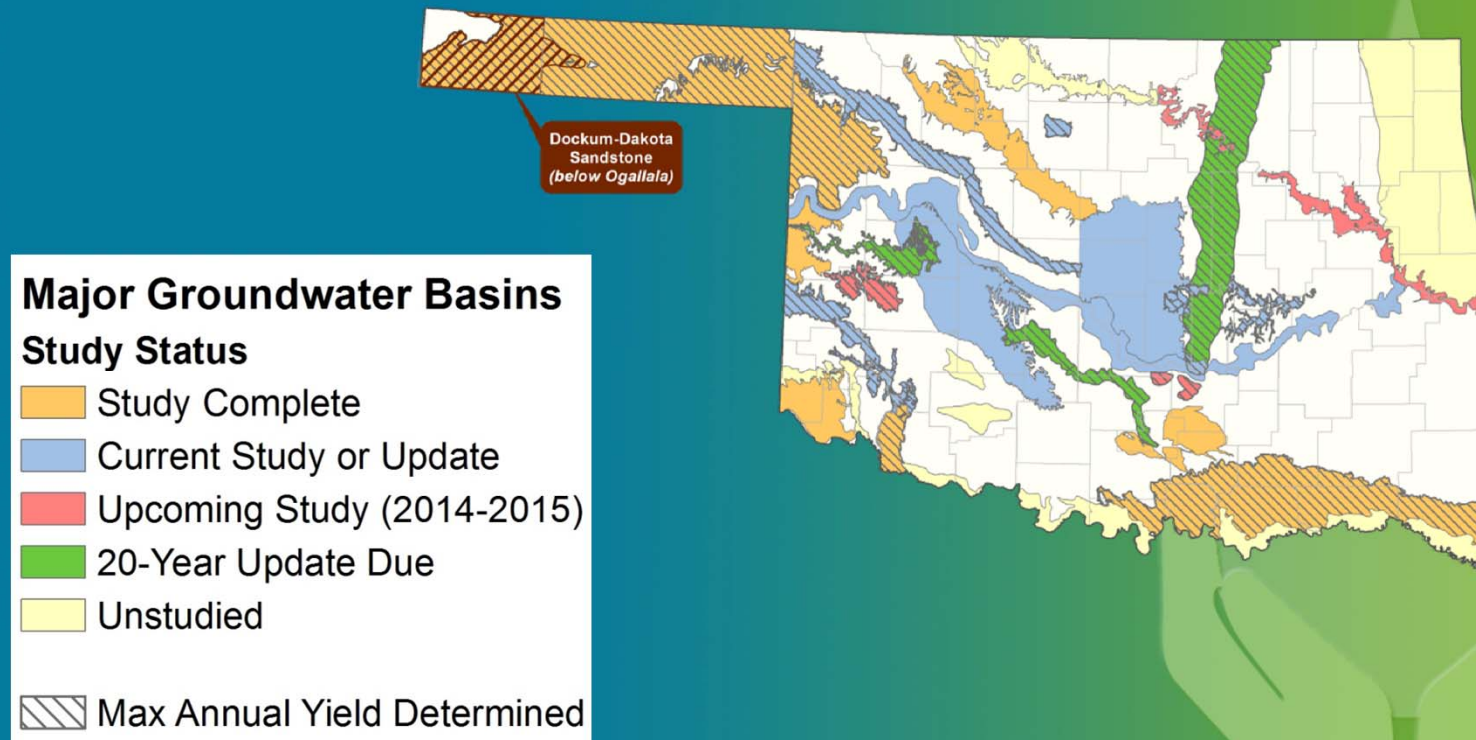 Dockum-Dakota
Sandstone
(below Ogallala)
Major Groundwater Basins
Study Status
Study Complete
Current Study or Update
Upcoming Study (2014-2015)
20-Year Update Due
Unstudied
Max Annual Yield Determined